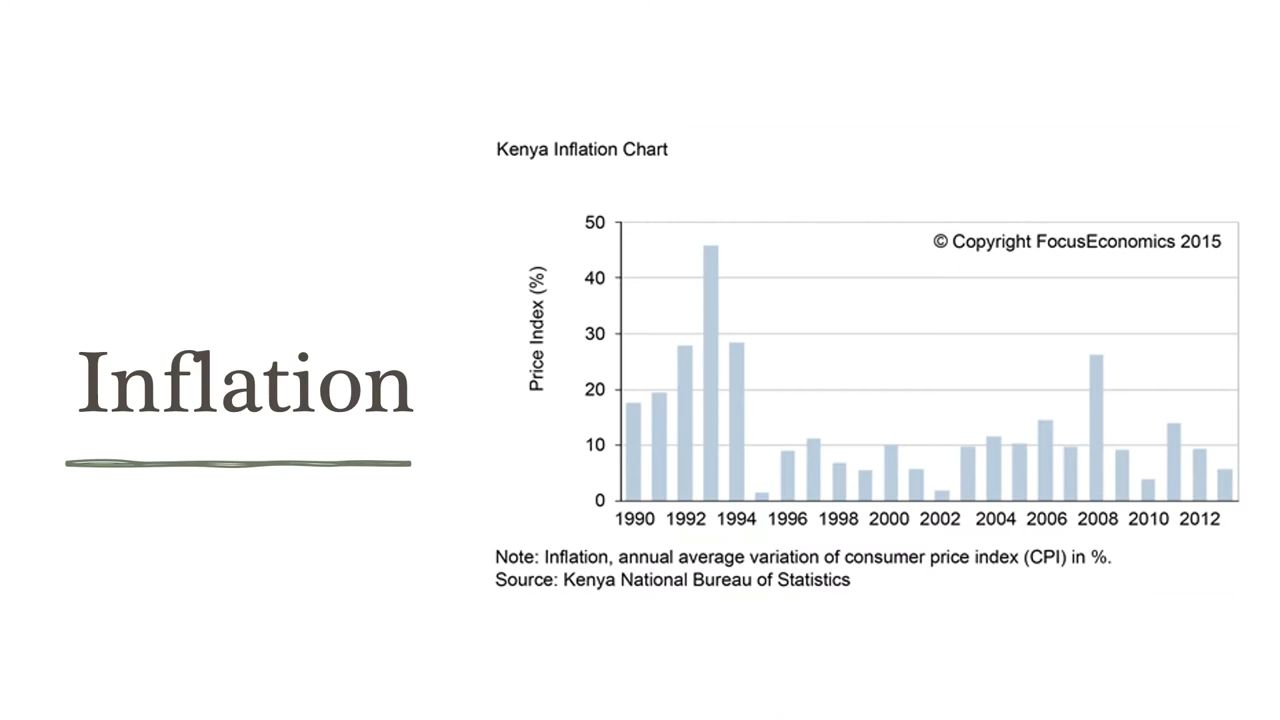 Inflation
Kenya Inflation Chart
© Copyright FocusEconomics 2015
Price Index (%)
50
40
30
20
10
0
1990 1992 1994 1996 1998 2000 2002 2004 2006 2008 2010 2012
Note: Inflation, annual average variation of consumer price index (CPI) in %.
Source: Kenya National Bureau of Statistics